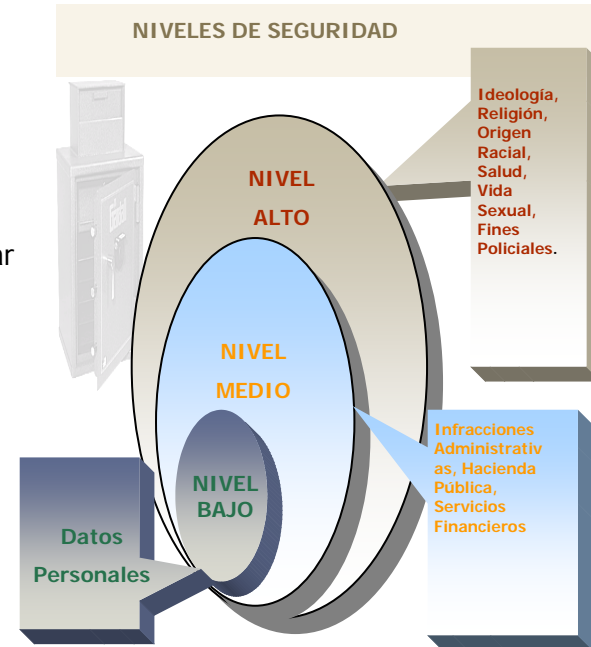 NIVELES DE SEGURIDAD
Ideología,
Religión,
Origen
Racial,
Salud,
Vida
Sexual,
Fines
Policiales.
NIVEL
ALTO
ar
NIVEL
MEDIO
Infracciones
Administrativ
as, Hacienda
Pública,
Servicios
Financieros
NIVEL
BAJO
Datos
Personales